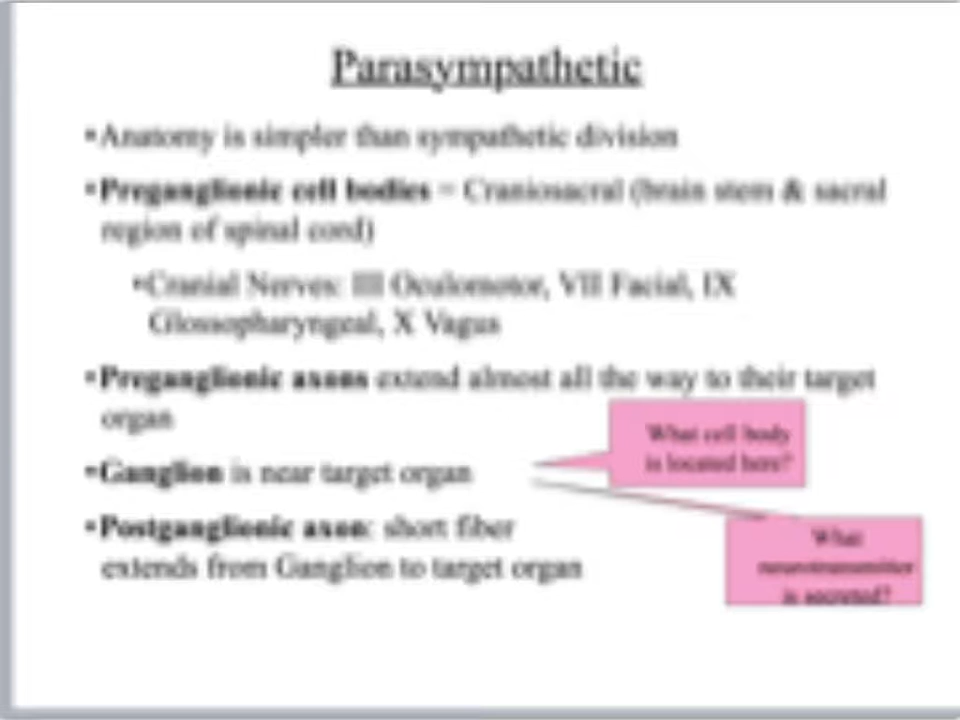 Parasympathetic
•Anatomy is simpler than sympathetic division
•Preganglionic cell bodies = Craniosacral (brain stem & sacral
region of spinal cord)
•Cranial Nerves: III Oculomotor, VII Facial, IX
Glossopharyngeal, X Vagus
•Preganglionic axons extend almost all the way to their target
organ
What cell body
is located here?
•Ganglion is near target organ
•Postganglionic axon: short fiber
extends from Ganglion to target organ
What
neurotransmitter
is secreted?